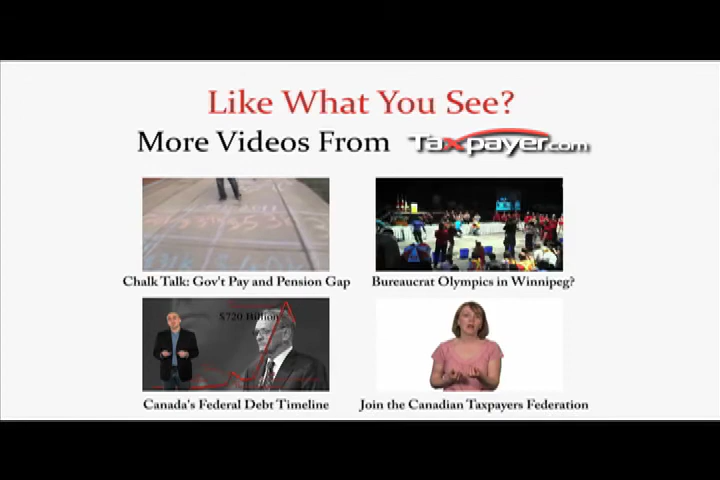 Like What You See?
More Videos From Taxpayer.com
Chalk Talk: Gov't Pay and Pension Gap
Bureaucrat Olympics in Winnipeg?
$720 Billion
Canada's Federal Debt Timeline
Join the Canadian Taxpayers Federation